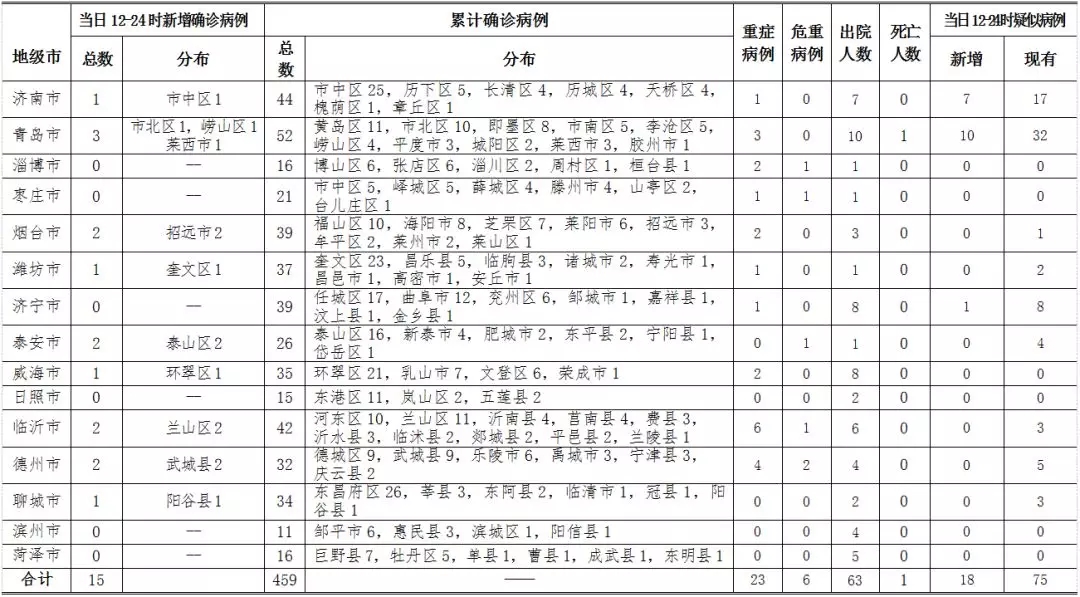 地级市 当日12-24时新增确诊病例 累计确诊病例 重症病例 危重病例 出院人数 死亡人数 当日12-24时疑似病例
总数 分布 总数 分布 新增 现有
济南市 1 市中区1 44 市中区25，历下区5，长清区4，历城区4，天桥区4， 1 0 7 0 7 17
槐荫区1，章丘区1
青岛市 3 市北区1，崂山区1 52 黄岛区11，市北区10，即墨区8，市南区5，李沧区5， 3 0 10 1 10 32
莱西市1 崂山区4，平度市3，城阳区2，莱西市3，胶州市1
淄博市 0 — 16 博山区6，张店区6，淄川区2，周村区1，桓台县1 2 1 1 0 0 0
枣庄市 0 — 21 市中区5，峄城区5，薛城区4，滕州市4，山亭区2， 1 1 1 0 0 0
台儿庄区1
烟台市 2 招远市2 39 福山区10，海阳市8，芝罘区7，莱阳市6，招远市3， 2 0 3 0 0 1
牟平区2，莱州市2，莱山区1
潍坊市 1 奎文区1 37 奎文区23，昌乐县5，临朐县3，诸城市2，寿光市1， 1 0 1 0 0 2
昌邑市1，高密市1，安丘市1
济宁市 0 — 39 任城区17，曲阜市12，兖州区6，邹城市1，嘉祥县1， 1 0 8 0 1 8
汶上县1，金乡县1
泰安市 2 泰山区2 26 泰山区16，新泰市4，肥城市2，东平县2，宁阳县1， 0 1 1 0 0 4
岱岳区1
威海市 1 环翠区1 35 环翠区21，乳山市7，文登区6，荣成市1 2 0 8 0 0 0
日照市 0 — 15 东港区11，岚山区2，五莲县2 0 0 2 0 0 0
临沂市 2 兰山区2 42 河东区10，兰山区11，沂南县4，莒南县4，费县3， 6 1 6 0 0 3
沂水县3，临沭县2，郯城县2，平邑县2，兰陵县1
德州市 2 武城县2 32 德城区9，武城县9，乐陵市6，禹城市3，宁津县3， 4 2 4 0 0 5
庆云县2
聊城市 1 阳谷县1 34 东昌府区26，莘县3，东阿县2，临清市1，冠县1，阳 0 0 2 0 0 3
谷县1
滨州市 0 — 11 邹平市6，惠民县3，滨城区1，阳信县1 0 0 4 0 0 0
菏泽市 0 — 16 巨野县7，牡丹区5，单县1，曹县1，成武县1，东明县1 0 0 5 0 0 0
合计 15 459 —— 23 6 63 1 18 75